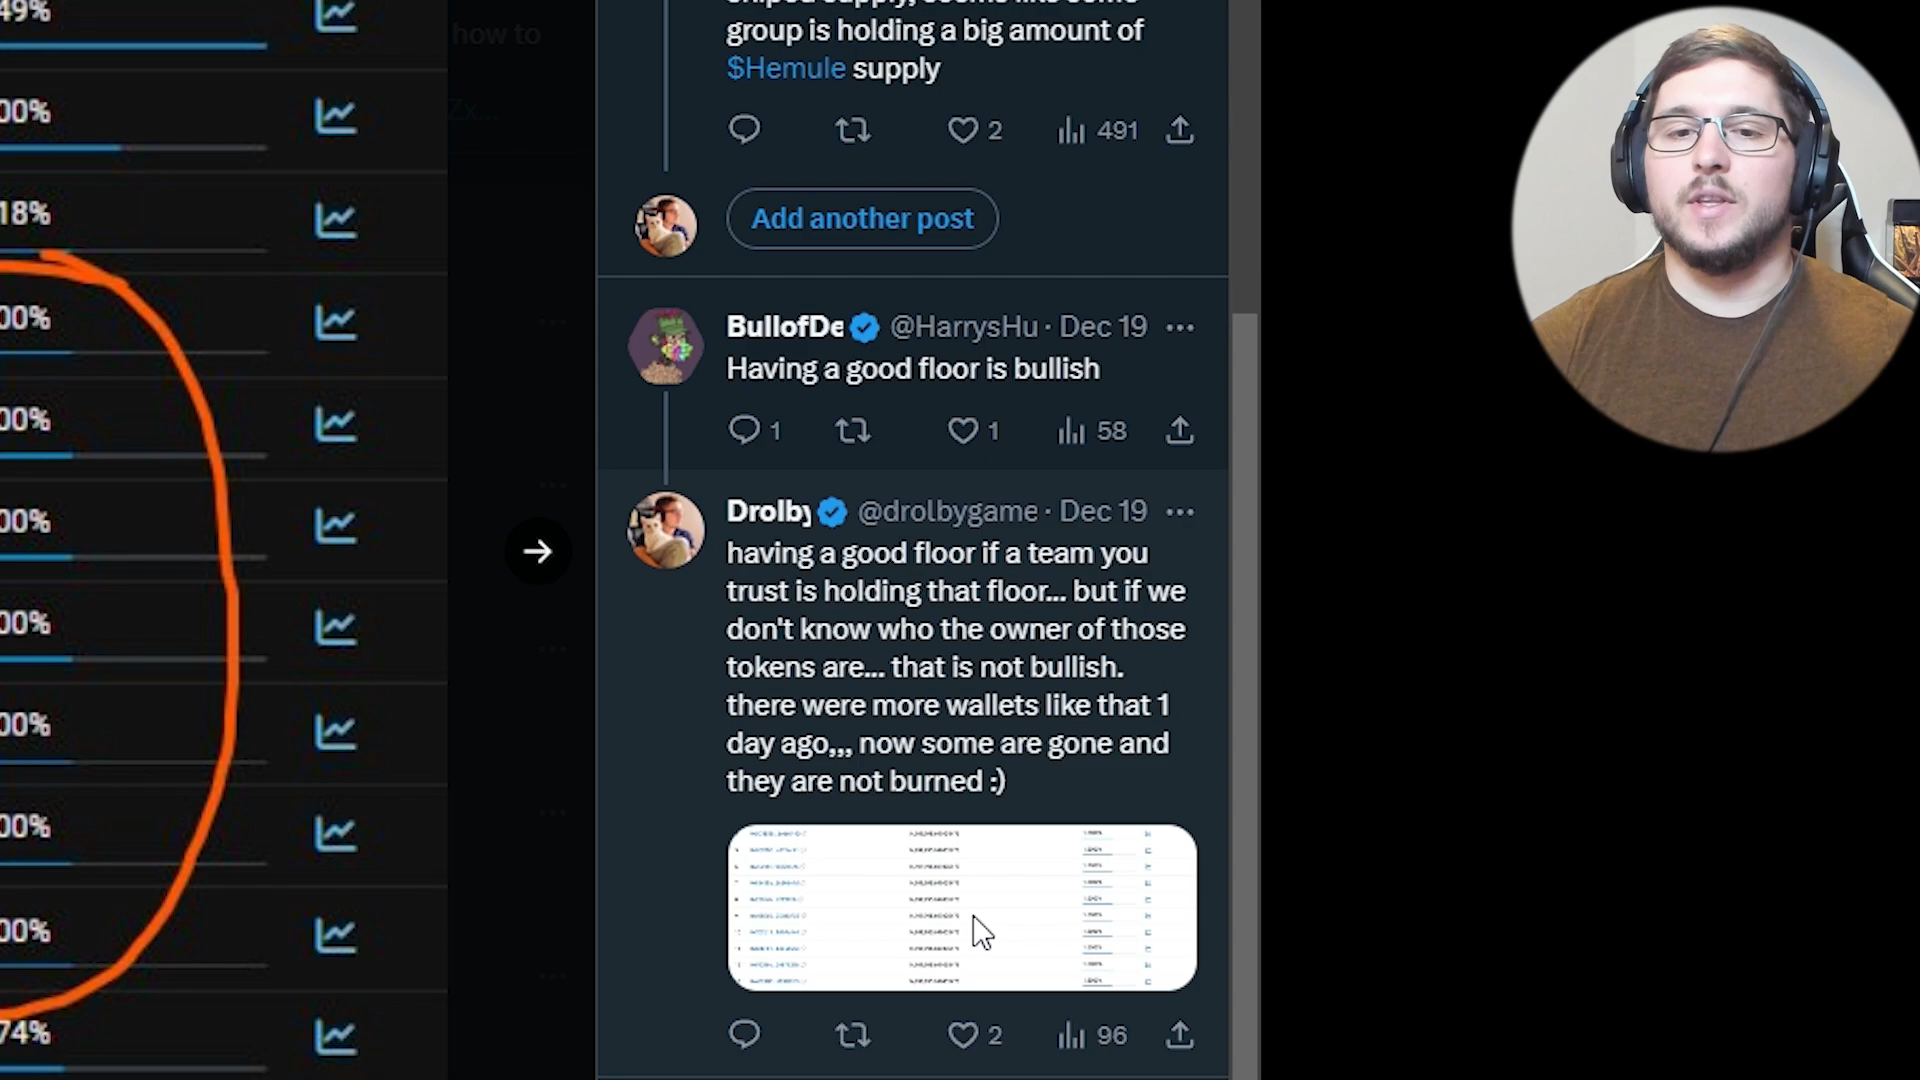 49%
00%
18%
00%
00%
00%
00%
00%
00%
00%
74%
how to
group is holding a big amount of
$Hemule supply
2
491
Add another post
BullofDe @HarrysHu · Dec 19 ···
Having a good floor is bullish
1
1
58
Drolby @drolbygame · Dec 19 ···
having a good floor if a team you
trust is holding that floor... but if we
don't know who the owner of those
tokens are... that is not bullish.
there were more wallets like that 1
day ago,,, now some are gone and
they are not burned :)
2
96